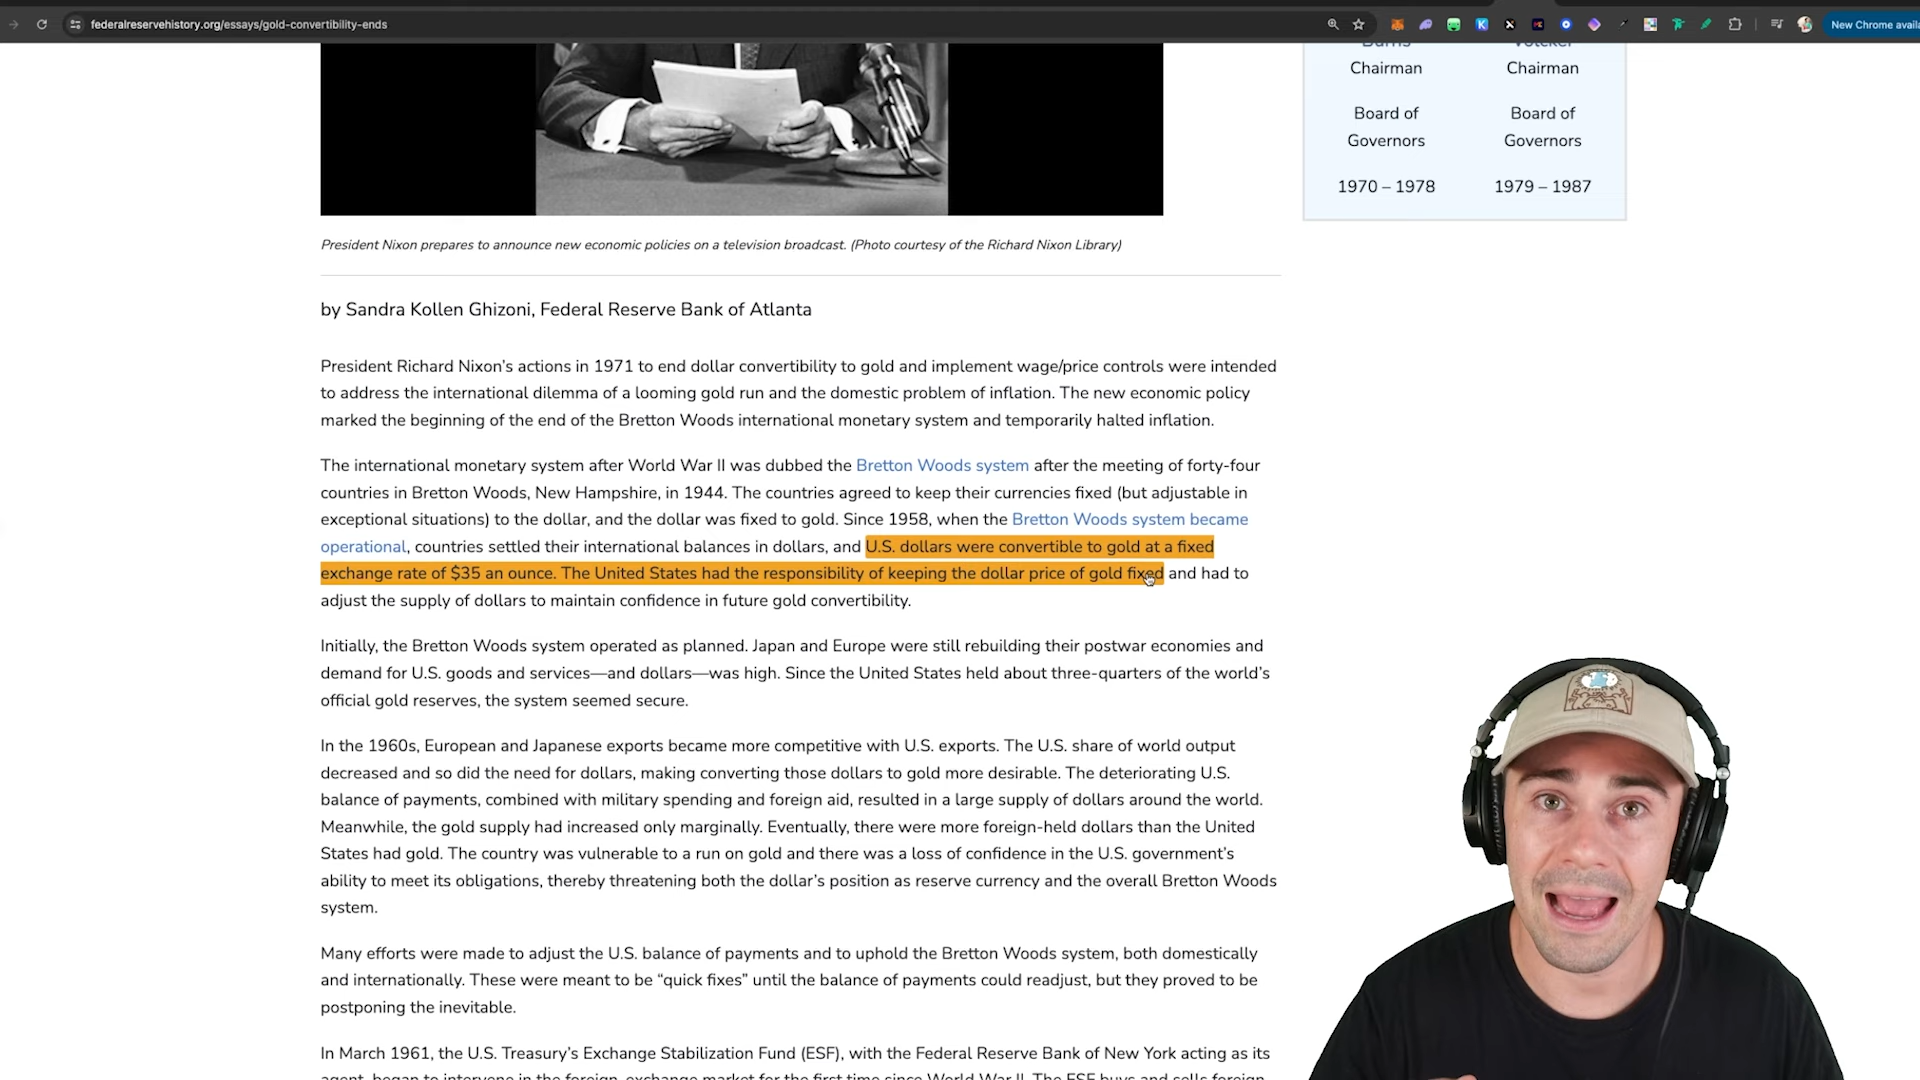 federalreservehistory.org/essays/gold-convertibility-ends
New Chrome availa
Burns
Volcker
Chairman
Chairman
Board of
Board of
Governors
Governors
1970 – 1978
1979 – 1987
President Nixon prepares to announce new economic policies on a television broadcast. (Photo courtesy of the Richard Nixon Library)
by Sandra Kollen Ghizoni, Federal Reserve Bank of Atlanta
President Richard Nixon's actions in 1971 to end dollar convertibility to gold and implement wage/price controls were intended
to address the international dilemma of a looming gold run and the domestic problem of inflation. The new economic policy
marked the beginning of the end of the Bretton Woods international monetary system and temporarily halted inflation.
The international monetary system after World War II was dubbed the Bretton Woods system after the meeting of forty-four
countries in Bretton Woods, New Hampshire, in 1944. The countries agreed to keep their currencies fixed (but adjustable in
exceptional situations) to the dollar, and the dollar was fixed to gold. Since 1958, when the Bretton Woods system became
operational, countries settled their international balances in dollars, and U.S. dollars were convertible to gold at a fixed
exchange rate of $35 an ounce. The United States had the responsibility of keeping the dollar price of gold fixed and had to
adjust the supply of dollars to maintain confidence in future gold convertibility.
Initially, the Bretton Woods system operated as planned. Japan and Europe were still rebuilding their postwar economies and
demand for U.S. goods and services—and dollars—was high. Since the United States held about three-quarters of the world's
official gold reserves, the system seemed secure.
In the 1960s, European and Japanese exports became more competitive with U.S. exports. The U.S. share of world output
decreased and so did the need for dollars, making converting those dollars to gold more desirable. The deteriorating U.S.
balance of payments, combined with military spending and foreign aid, resulted in a large supply of dollars around the world.
Meanwhile, the gold supply had increased only marginally. Eventually, there were more foreign-held dollars than the United
States had gold. The country was vulnerable to a run on gold and there was a loss of confidence in the U.S. government's
ability to meet its obligations, thereby threatening both the dollar's position as reserve currency and the overall Bretton Woods
system.
Many efforts were made to adjust the U.S. balance of payments and to uphold the Bretton Woods system, both domestically
and internationally. These were meant to be “quick fixes” until the balance of payments could readjust, but they proved to be
postponing the inevitable.
In March 1961, the U.S. Treasury's Exchange Stabilization Fund (ESF), with the Federal Reserve Bank of New York acting as its
agent, began to intervene in the foreign-exchange market for the first time since World War II. The ESF buys and sells foreign